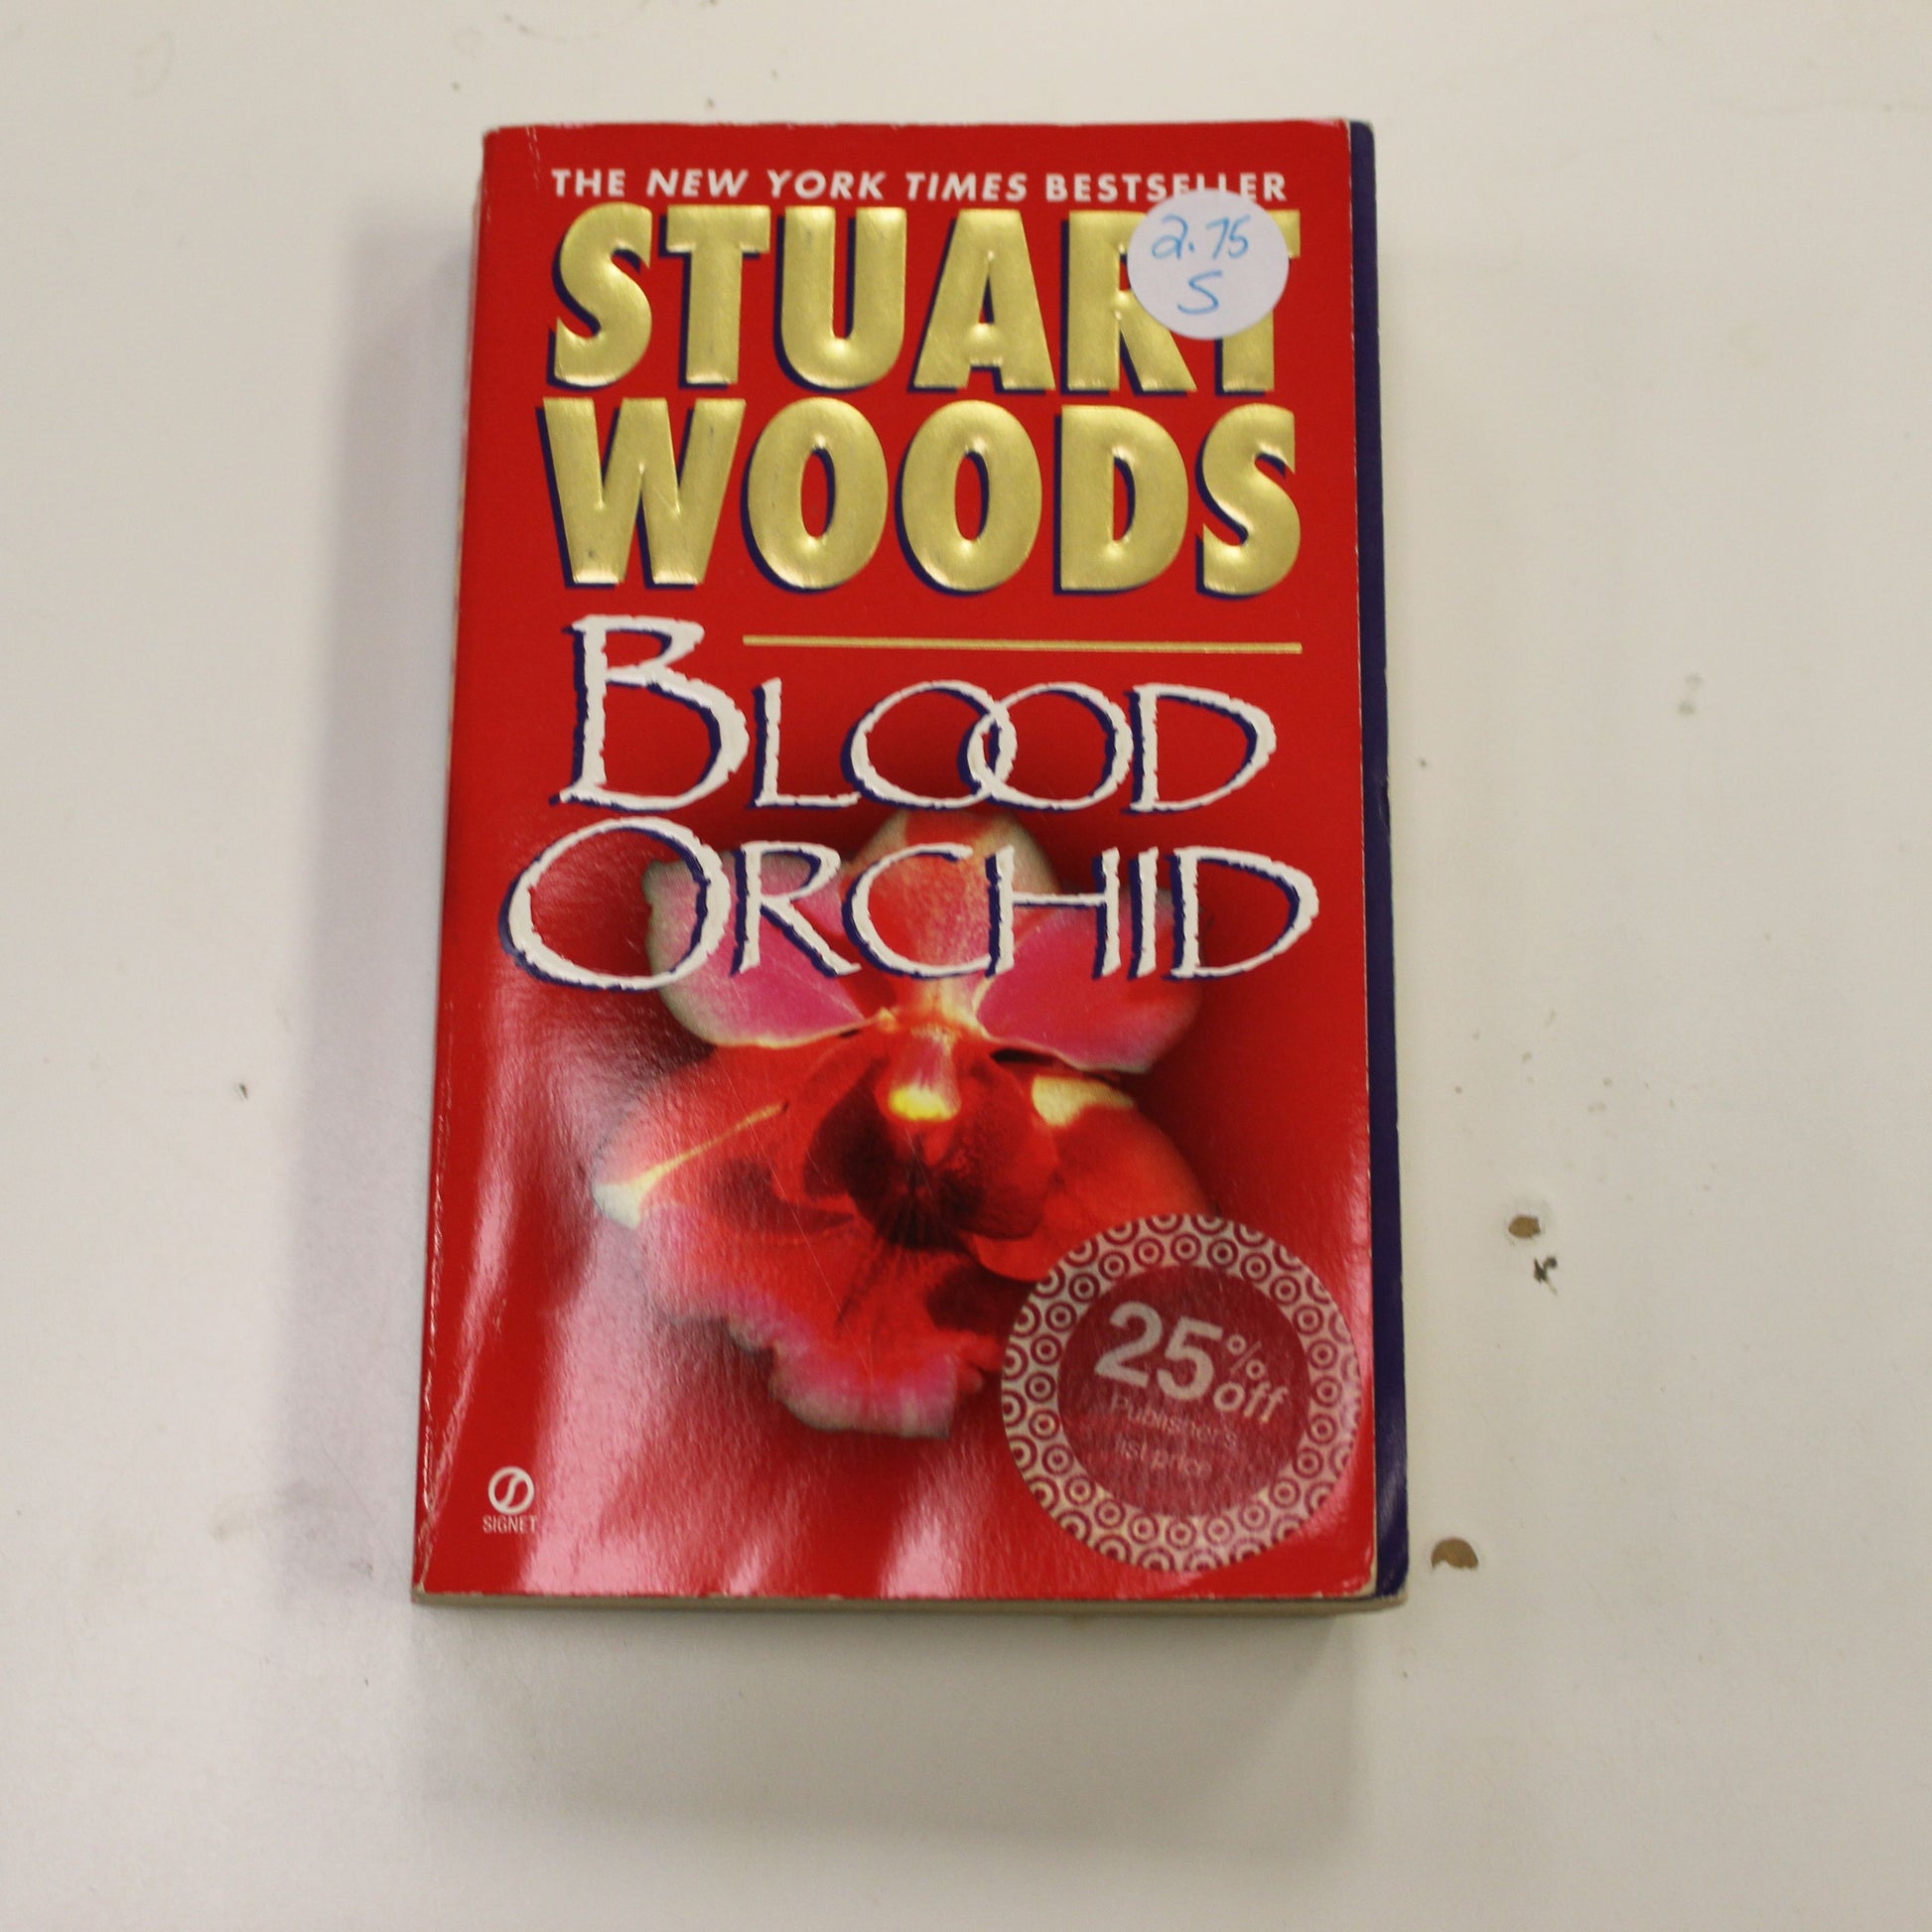 THE NEW YORK TIMES BESTSELLER
2.75
S
STUART
WOODS
BLOOD
ORCHID
25% off
Publisher's
list price
SIGNET